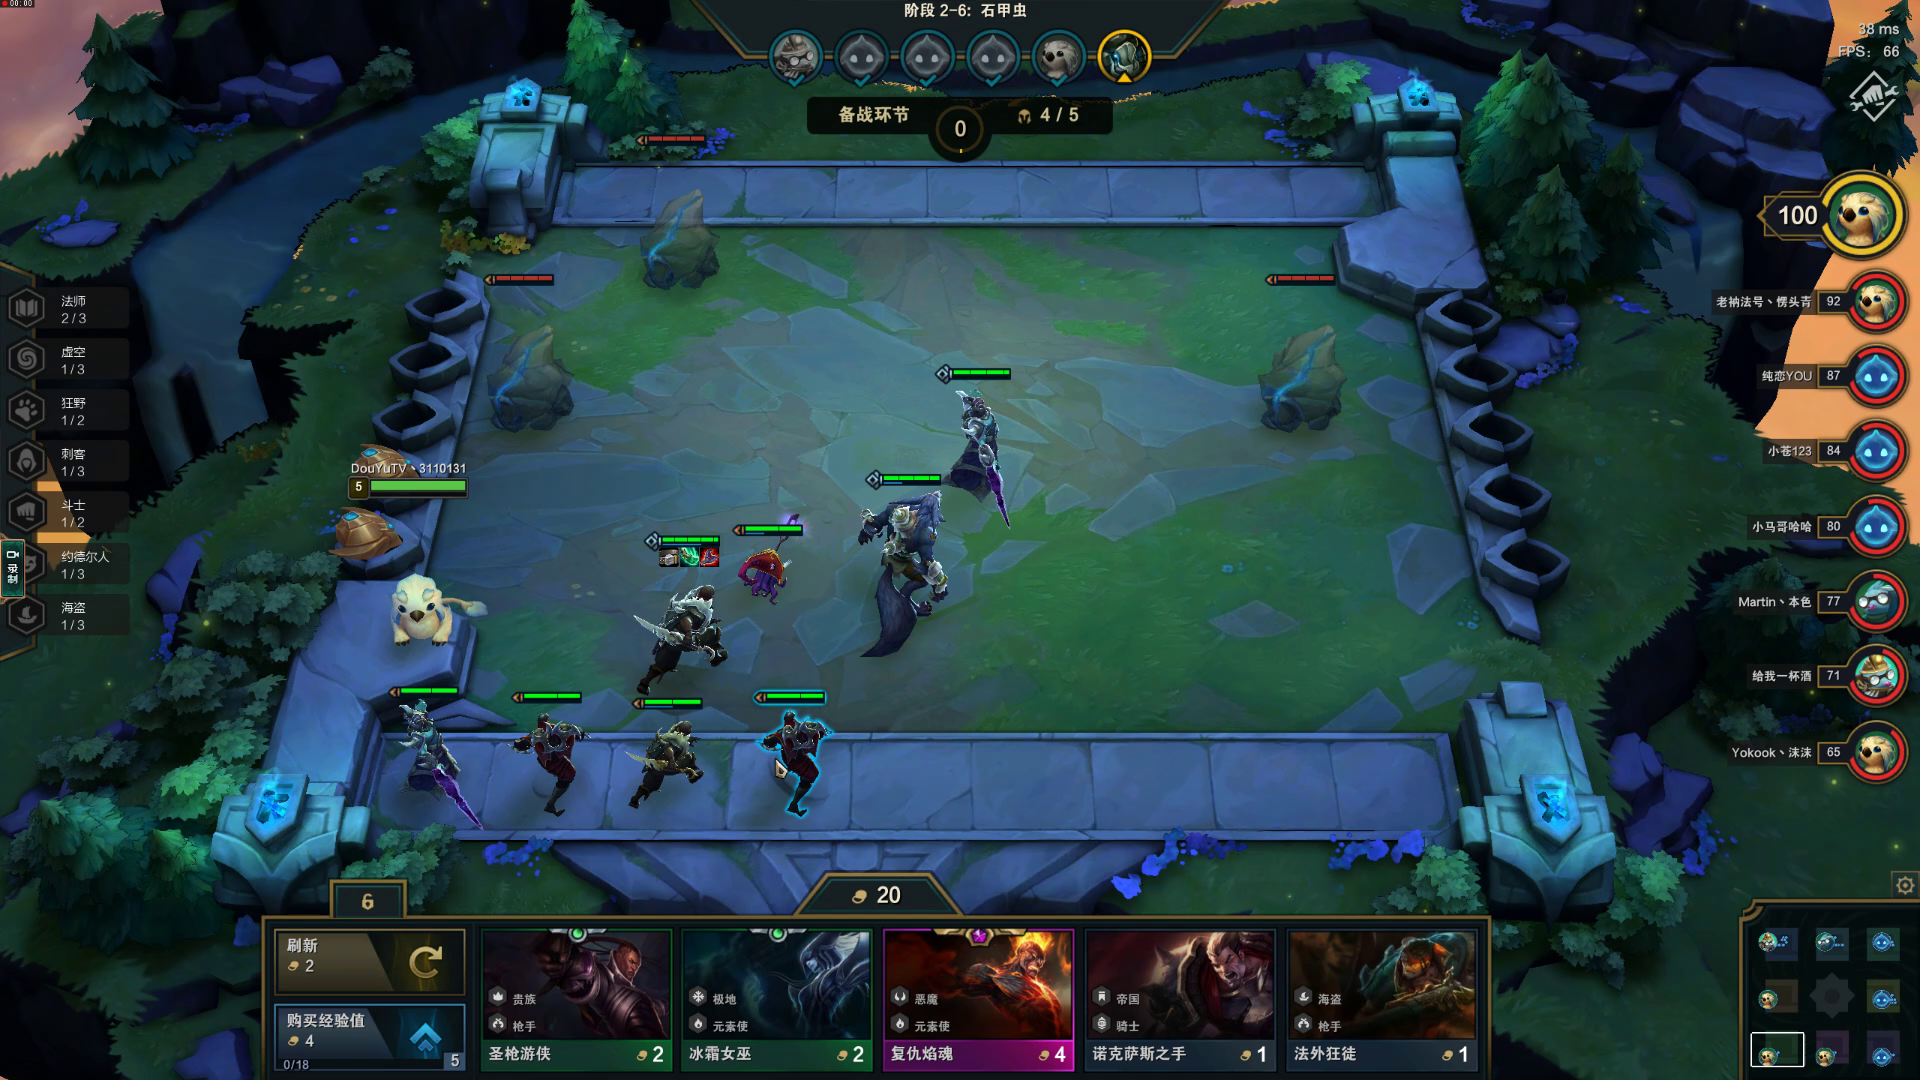 00:00
阶段 2-6: 石甲虫
38 ms
FPS: 66
备战环节
0
4 / 5
100
老衲法号丶愣头青 92
纯恋YOU 87
小苍123 84
小马哥哈哈 80
Martin丶本色 77
给我一杯酒 71
Yokook丶沫沫 65
法师
2 / 3
虚空
1 / 3
狂野
1 / 2
刺客
1 / 3
斗士
1 / 2
约德尔人
1 / 3
海盗
1 / 3
录制
DouYuTV丶3110131
5
6
20
刷新
2
购买经验值
4
0/18
5
贵族
枪手
圣枪游侠 2
极地
元素使
冰霜女巫 2
恶魔
元素使
复仇焰魂 4
帝国
骑士
诺克萨斯之手 1
海盗
枪手
法外狂徒 1